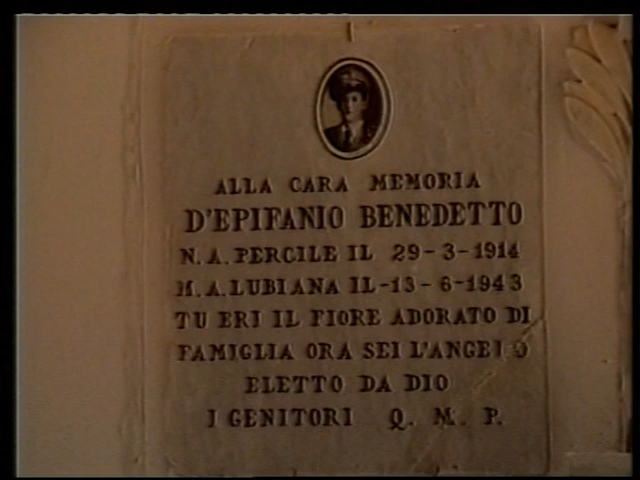 ALLA CARA MEMORIA
D'EPIFANIO BENEDETTO
N. A. PERCILE IL 29-3-1914
M. A. LUBIANA IL-13-6-1943
TU ERI IL FIORE ADORATO DI
FAMIGLIA ORA SEI L'ANGELO
ELETTO DA DIO
I GENITORI Q. M. P.